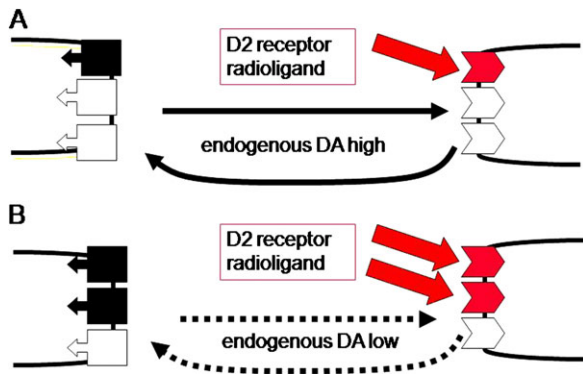 A
D2 receptor
radioligand
endogenous DA high
B
D2 receptor
radioligand
endogenous DA low